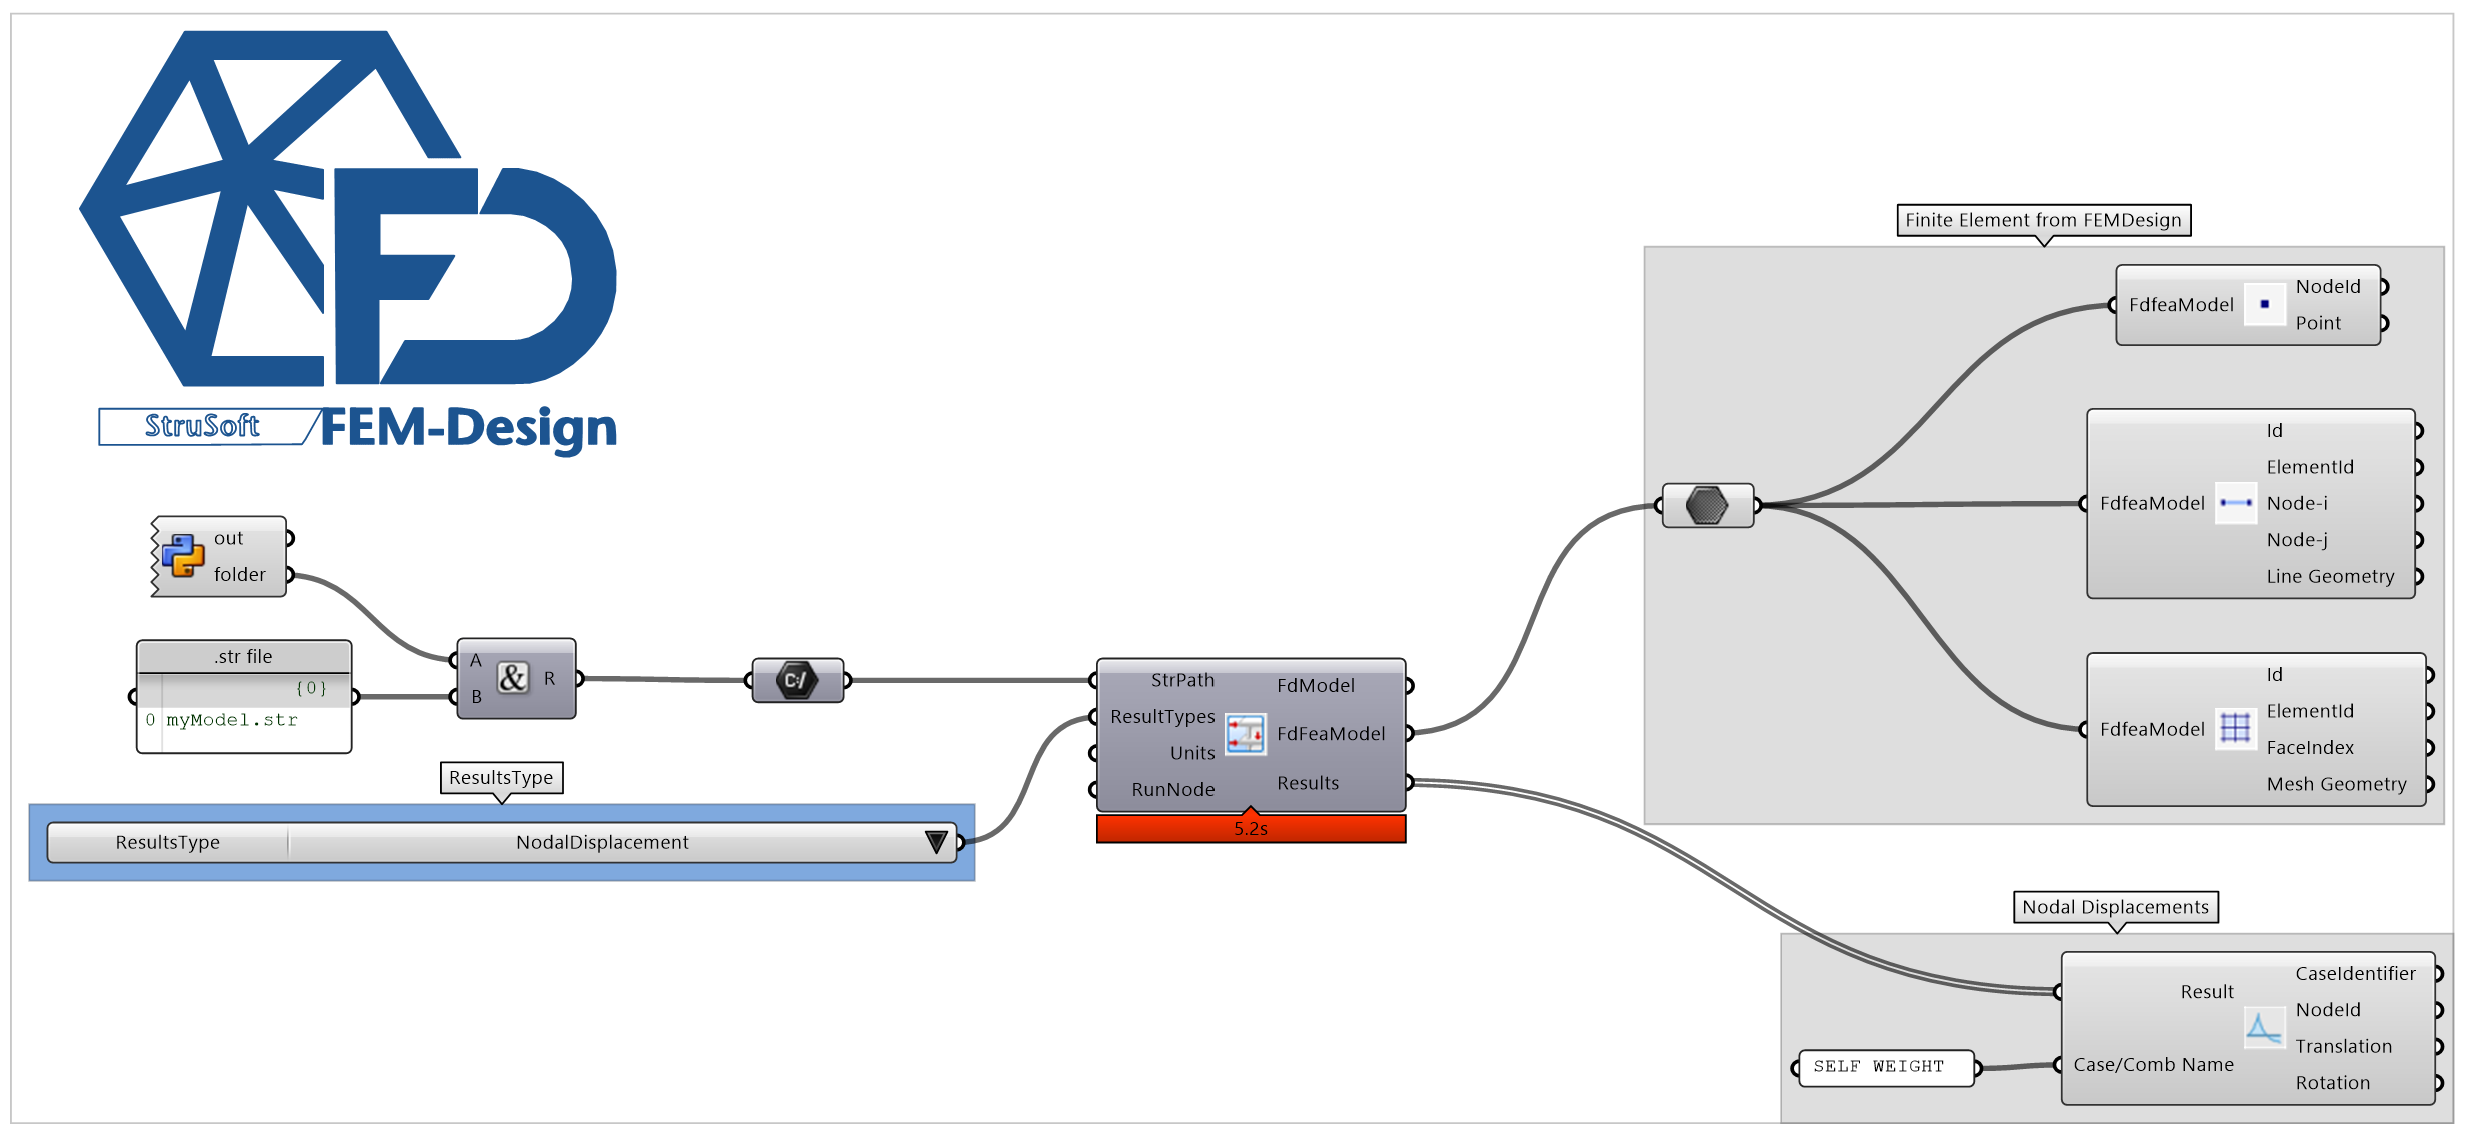 StruSoft FEM-Design
out
folder
.str file
{0}
0 myModel.str
A
B
R
C:/
&
ResultsType
ResultsType NodalDisplacement
StrPath
ResultTypes
Units
RunNode
FdModel
FdFeaModel
Results
5.2s
Finite Element from FEMDesign
FdfeaModel
NodeId
Point
FdfeaModel
Id
ElementId
Node-i
Node-j
Line Geometry
FdfeaModel
Id
ElementId
FaceIndex
Mesh Geometry
Nodal Displacements
SELF WEIGHT
Result
Case/Comb Name
CaseIdentifier
NodeId
Translation
Rotation